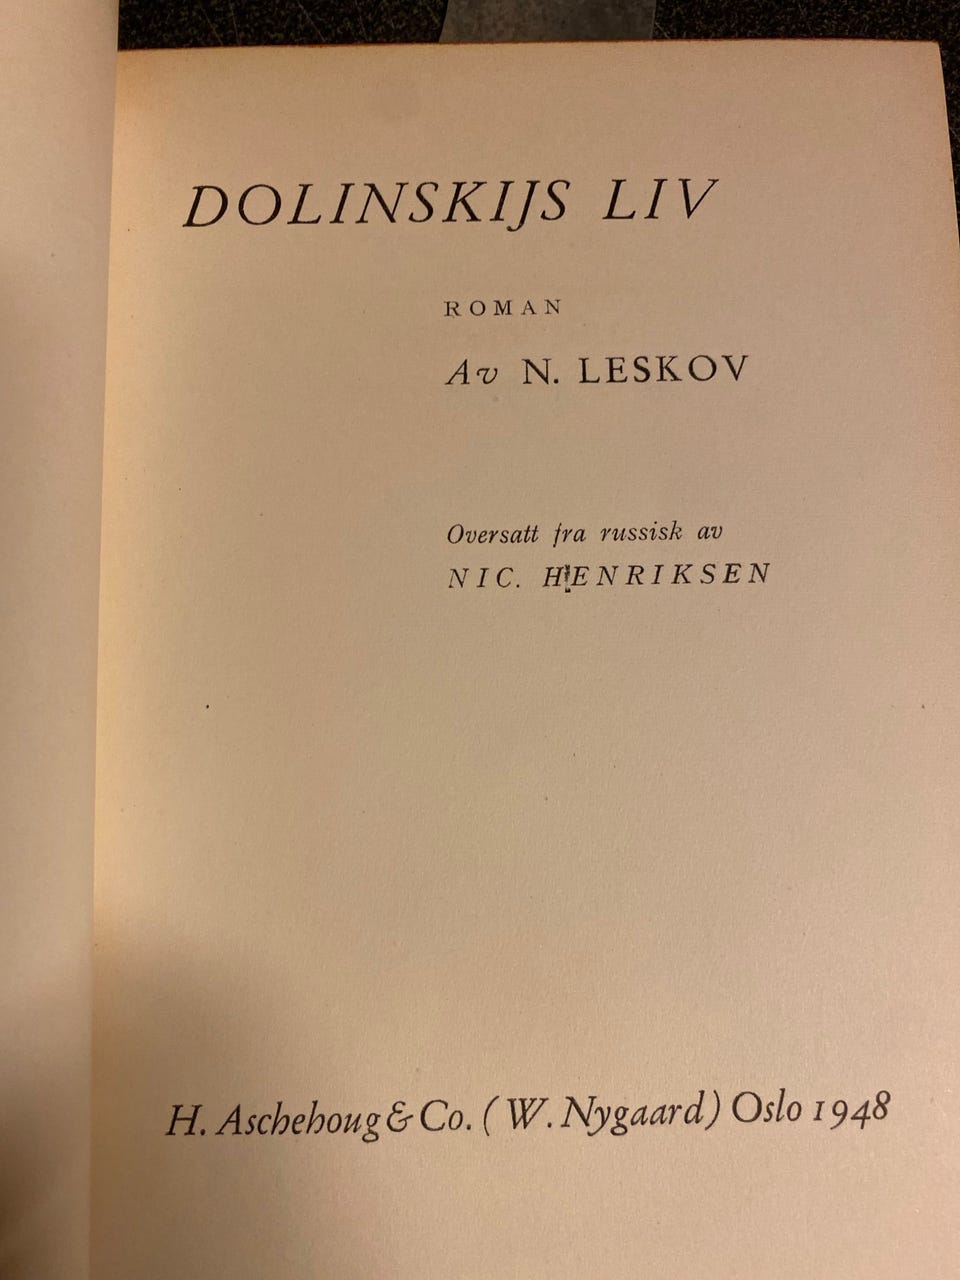 DOLINSKIJS LIV
ROMAN
Av N. LESKOV
Oversatt fra russisk av
NIC. HENRIKSEN
H. Aschehoug & Co. (W. Nygaard) Oslo 1948